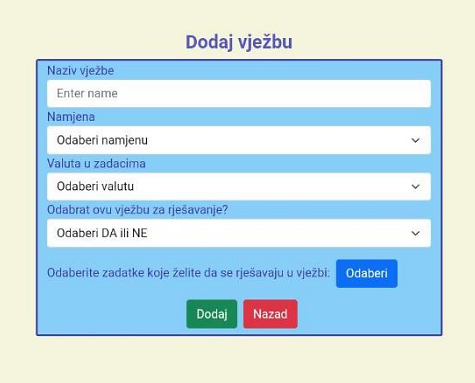 Dodaj vježbu
Naziv vježbe
Enter name
Namjena
Odaberi namjenu
Valuta u zadacima
Odaberi valutu
Odabrat ovu vježbu za rješavanje?
Odaberi DA ili NE
Odaberite zadatke koje želite da se rješavaju u vježbi: Odaberi
Dodaj Nazad